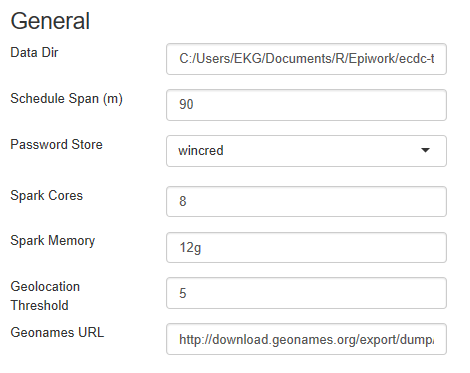 General
Data Dir
C:/Users/EKG/Documents/R/Epiwork/ecdc-t
Schedule Span (m)
90
Password Store
wincred
Spark Cores
8
Spark Memory
12g
Geolocation
Threshold
5
Geonames URL
http://download.geonames.org/export/dump/